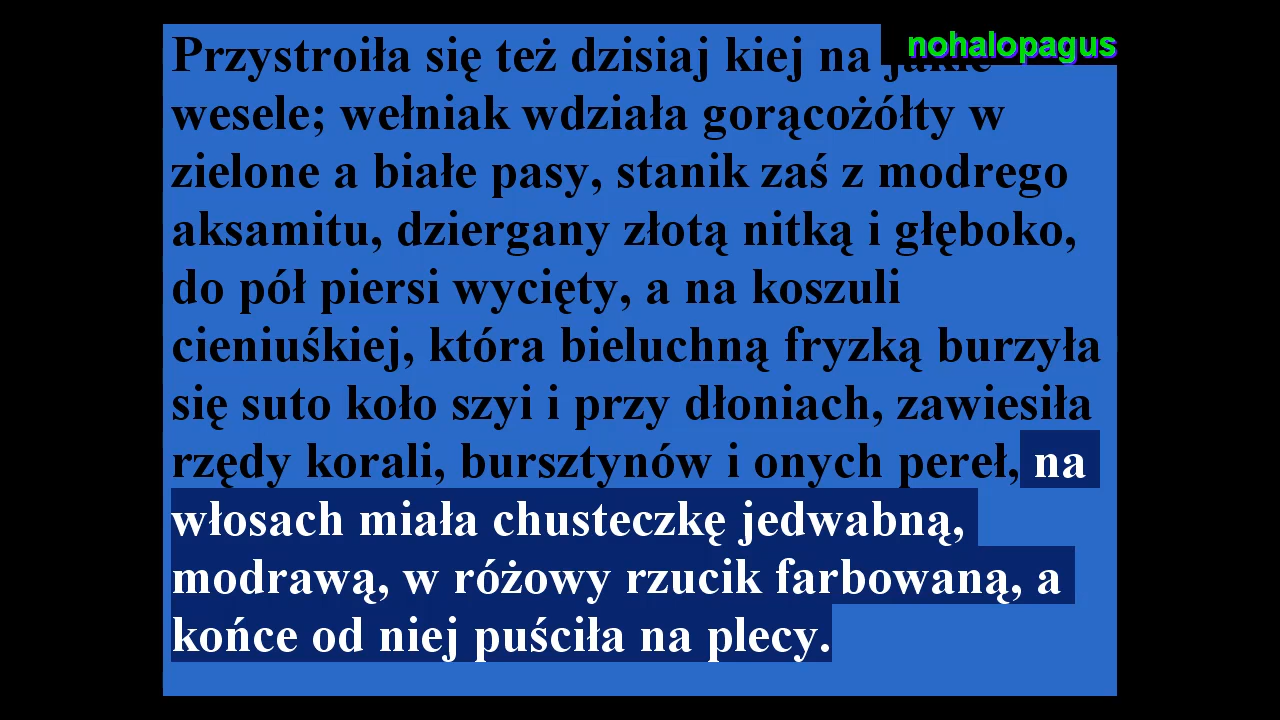 Przystroiła się też dzisiaj kiej na jakie
nohalopagus
wesele; wełniak wdziała gorącożółty w
zielone a białe pasy, stanik zaś z modrego
aksamitu, dziergany złotą nitką i głęboko,
do pół piersi wycięty, a na koszuli
cieniuśkiej, która bieluchną fryzką burzyła
się suto koło szyi i przy dłoniach, zawiesiła
rzędy korali, bursztynów i onych pereł, na
włosach miała chusteczkę jedwabną,
modrawą, w różowy rzucik farbowaną, a
końce od niej puściła na plecy.